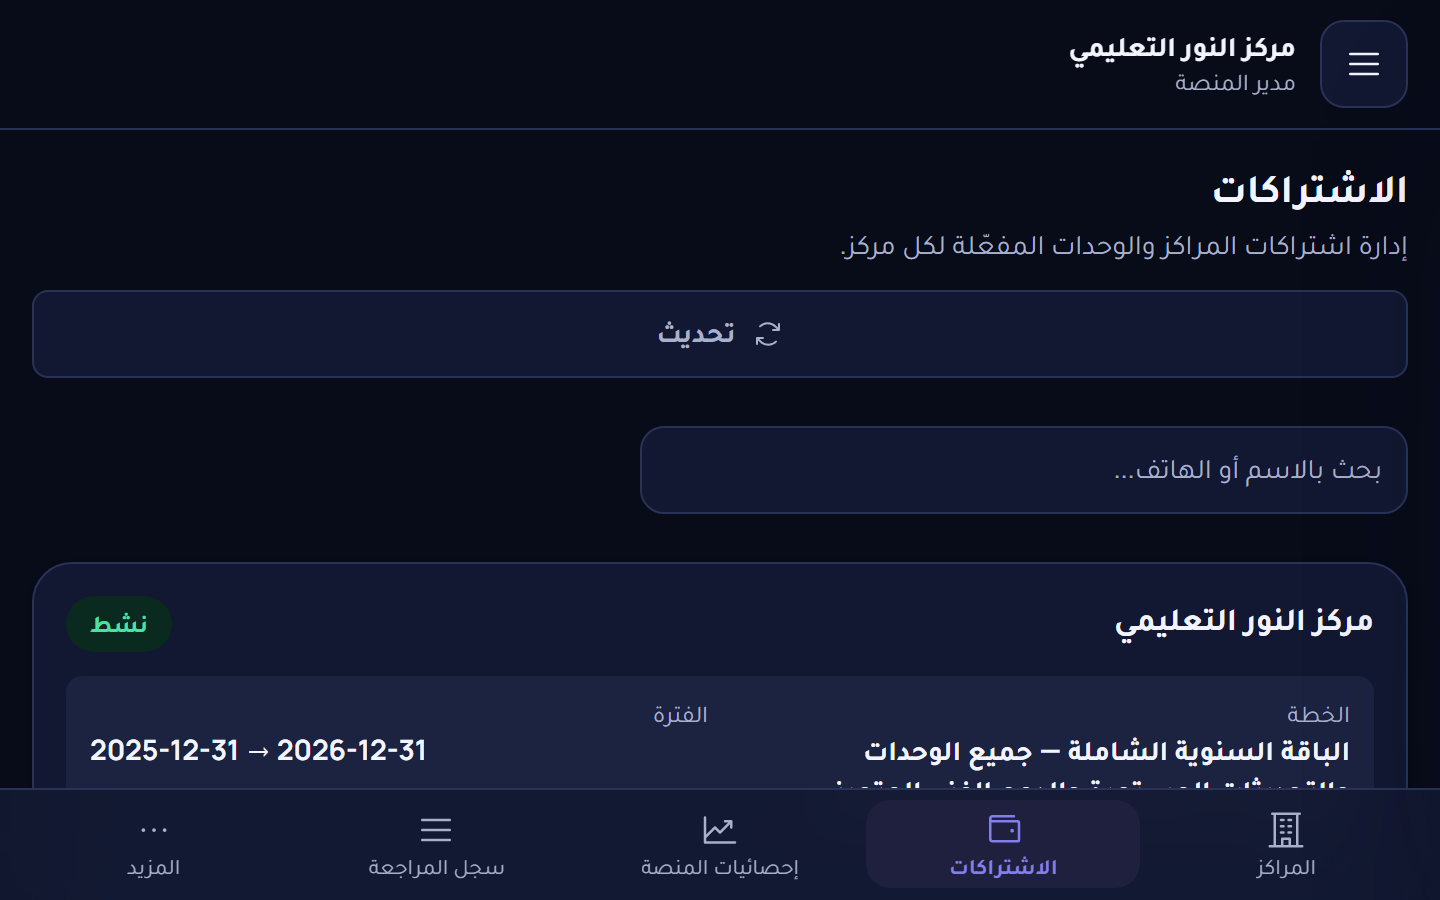 مركز النور التعليمي
مدير المنصة
الاشتراكات
إدارة اشتراكات المراكز والوحدات المفعّلة لكل مركز.
تحديث
بحث بالاسم أو الهاتف...
مركز النور التعليمي
نشط
الخطة
الباقة السنوية الشاملة — جميع الوحدات
الفترة
2025-12-31 → 2026-12-31
المراكز
الاشتراكات
إحصائيات المنصة
سجل المراجعة
المزيد